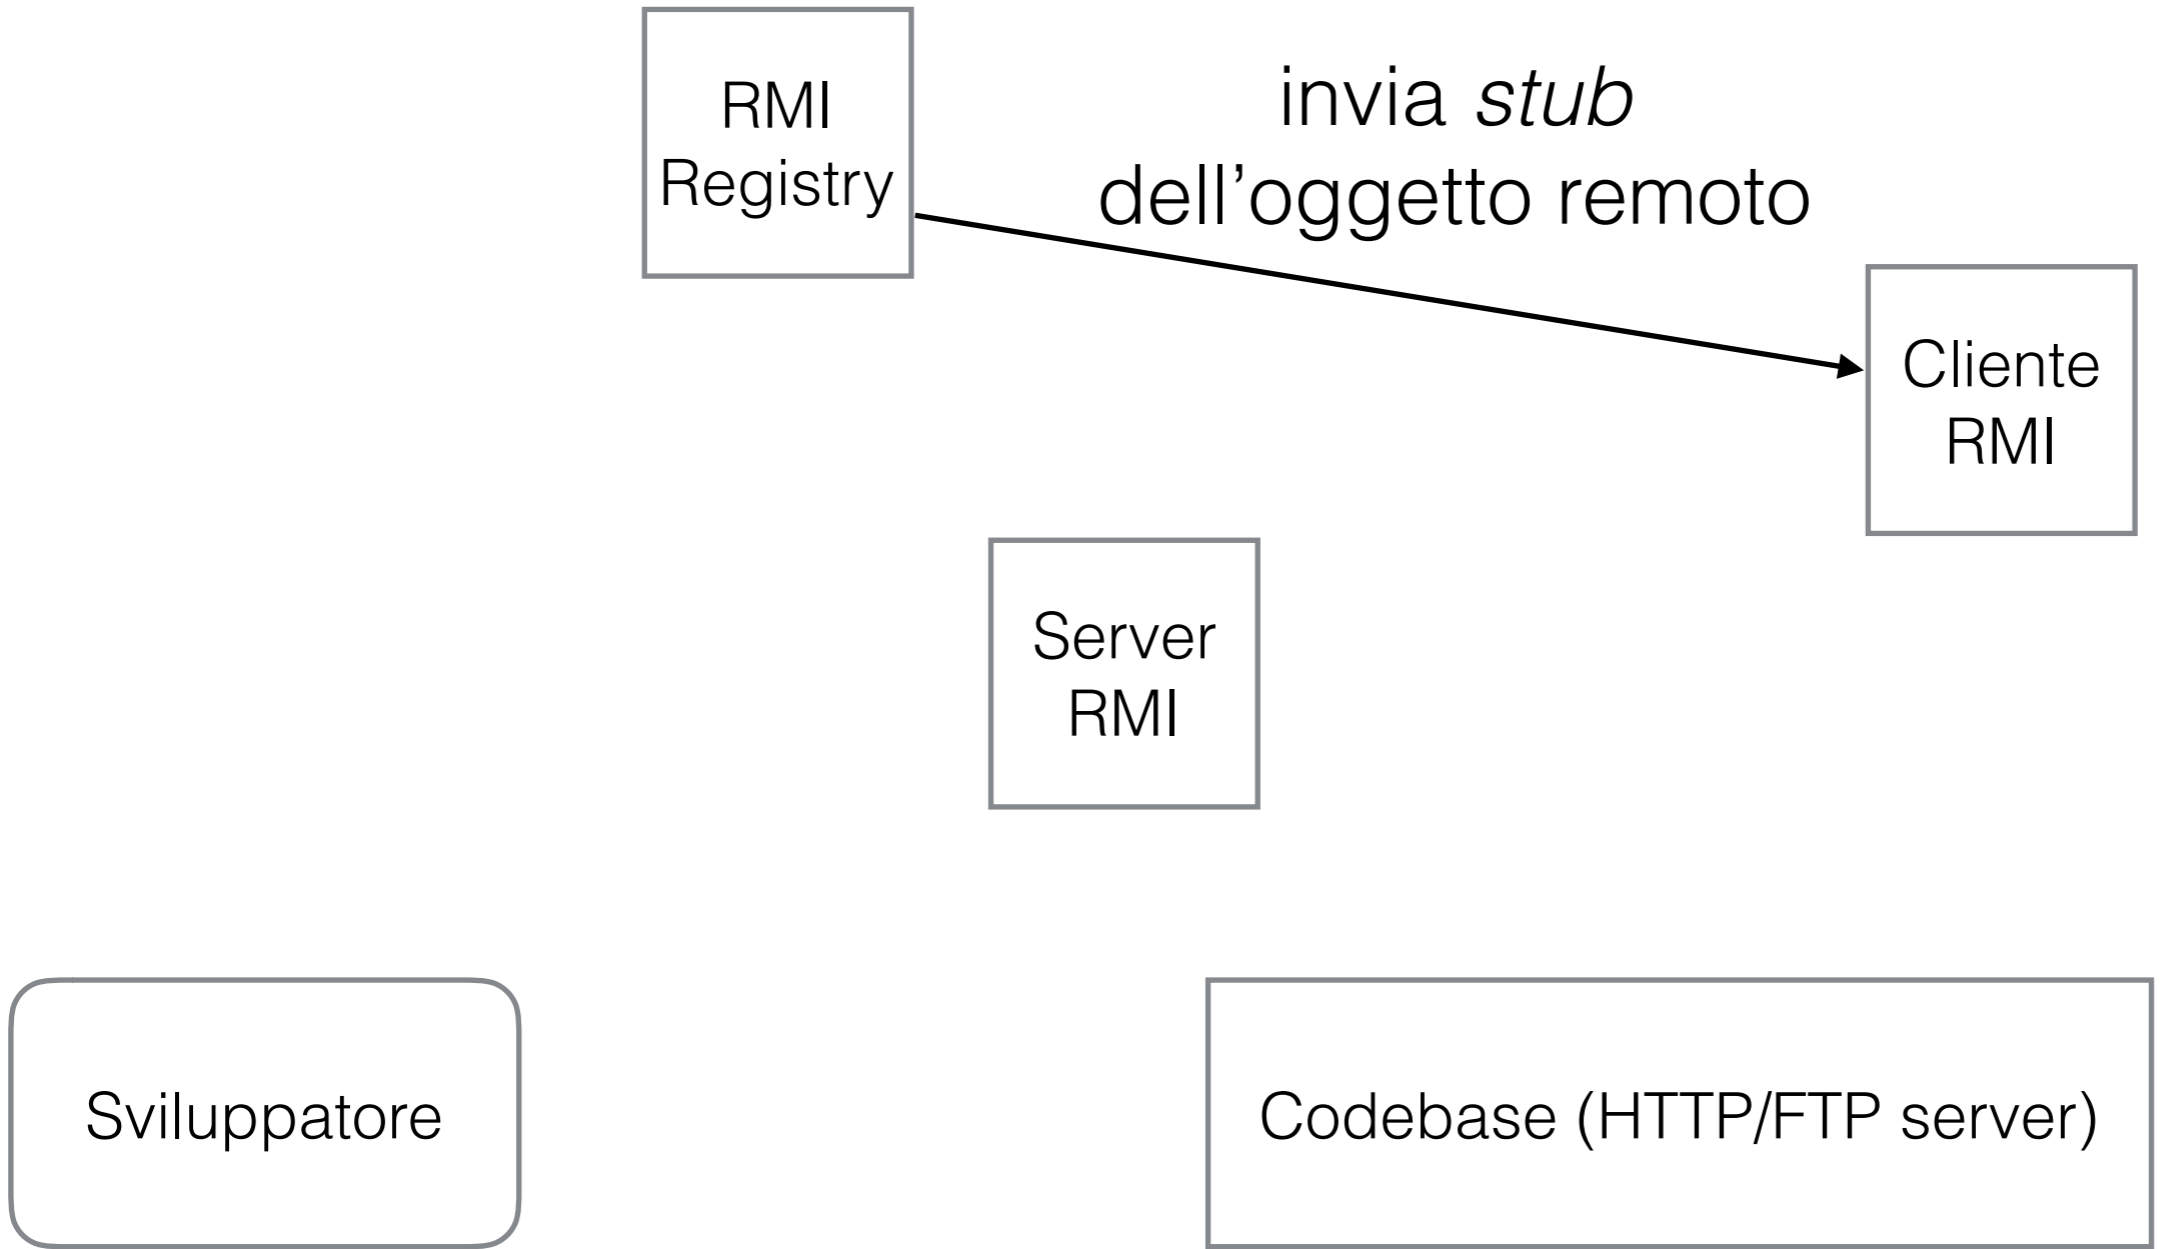 RMI
Registry
invia stub
dell’oggetto remoto
Cliente
RMI
Server
RMI
Sviluppatore
Codebase (HTTP/FTP server)